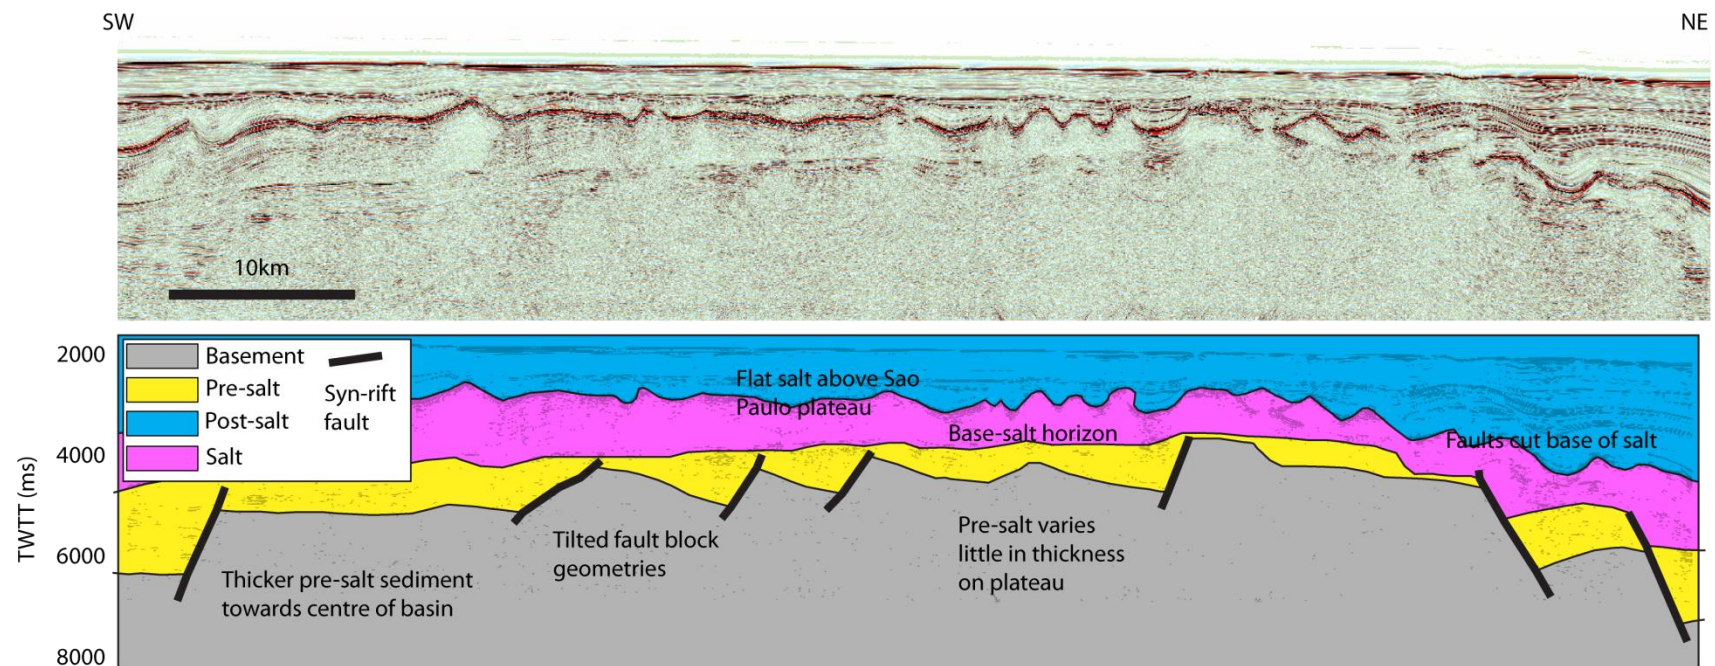 SW
NE
10km
2000
4000
6000
8000
TWTT (ms)
Basement
Pre-salt
Post-salt
Salt
Syn-rift
fault
Flat salt above Sao
Paulo plateau
Base-salt horizon
Faults cut base of salt
Tilted fault block
geometries
Pre-salt varies
little in thickness
on plateau
Thicker pre-salt sediment
towards centre of basin